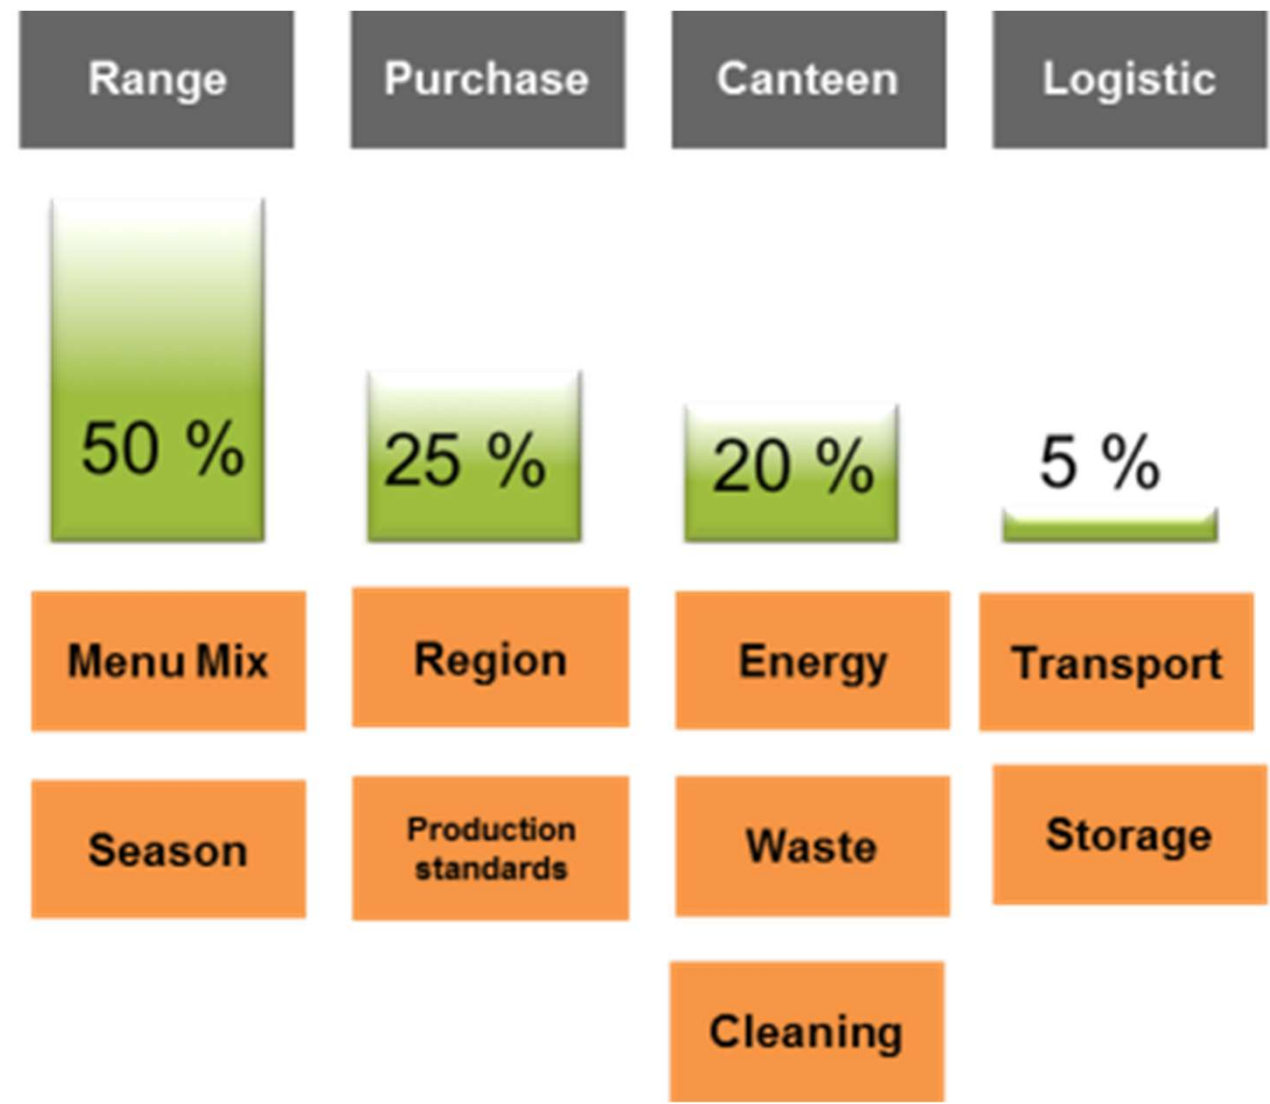 Range
Purchase
Canteen
Logistic
50 %
25 %
20 %
5 %
Menu Mix
Region
Energy
Transport
Season
Production
standards
Waste
Storage
Cleaning